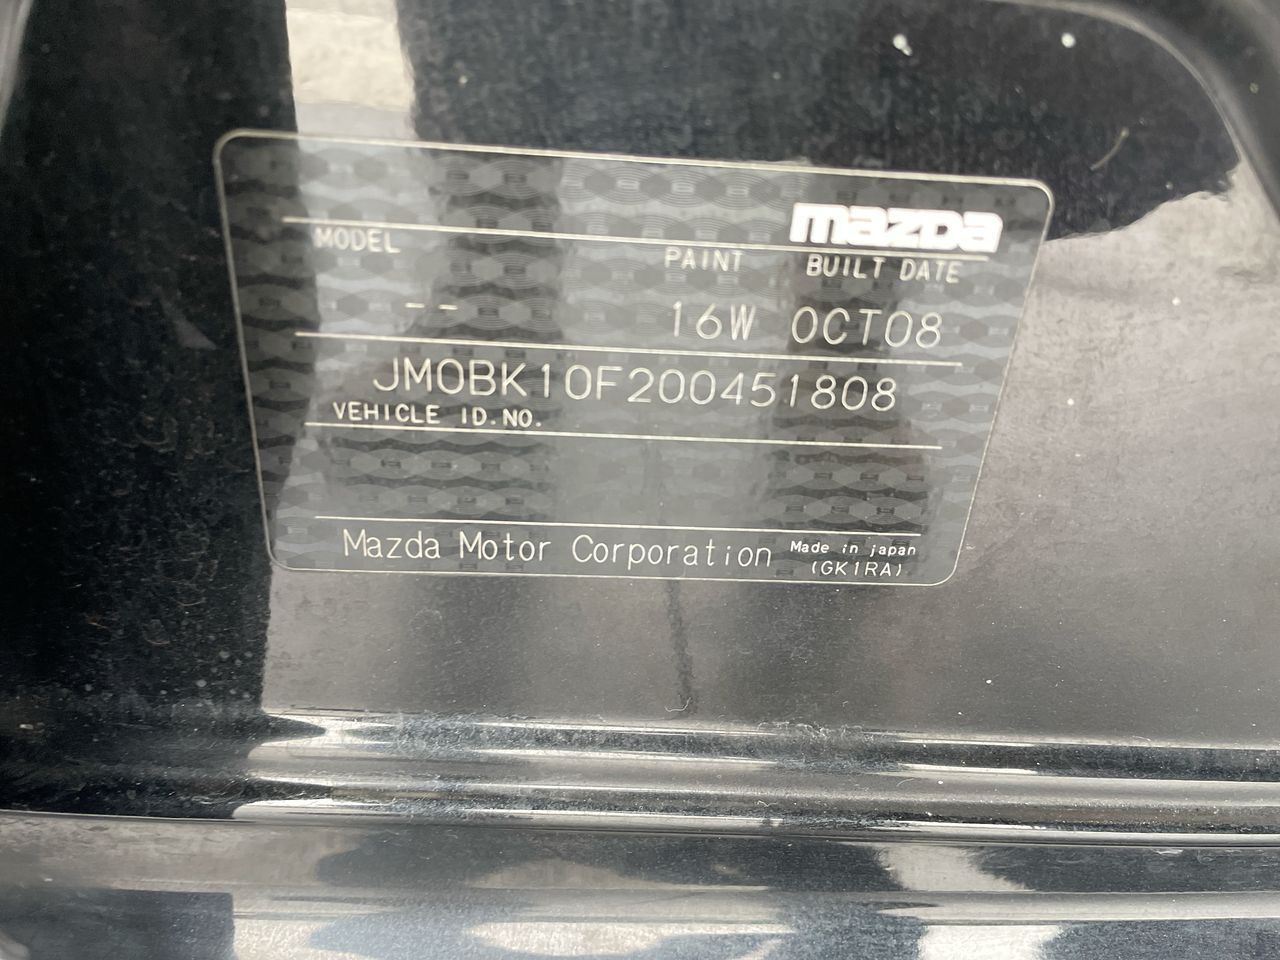 mazda
MODEL PAINT BUILT DATE
-- 16W OCT08
JM0BK10F200451808
VEHICLE ID. NO.
Mazda Motor Corporation Made in japan
(GK1RA)